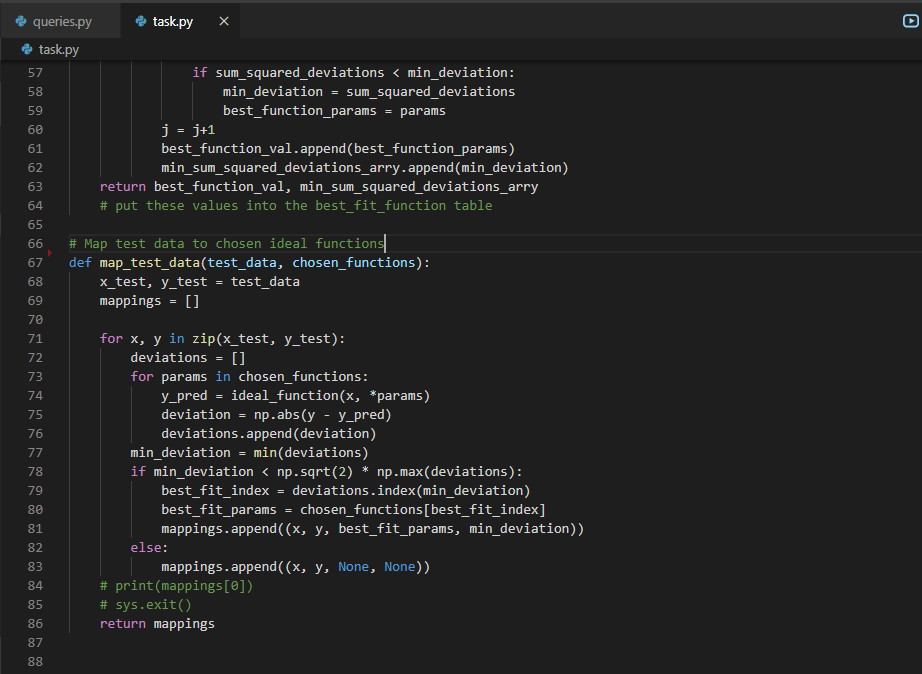 queries.py task.py ×
task.py
57 if sum_squared_deviations < min_deviation:
58 min_deviation = sum_squared_deviations
59 best_function_params = params
60 j = j+1
61 best_function_val.append(best_function_params)
62 min_sum_squared_deviations_arry.append(min_deviation)
63 return best_function_val, min_sum_squared_deviations_arry
64 # put these values into the best_fit_function table
65
66 # Map test data to chosen ideal functions
67 def map_test_data(test_data, chosen_functions):
68 x_test, y_test = test_data
69 mappings = []
70
71 for x, y in zip(x_test, y_test):
72 deviations = []
73 for params in chosen_functions:
74 y_pred = ideal_function(x, *params)
75 deviation = np.abs(y - y_pred)
76 deviations.append(deviation)
77 min_deviation = min(deviations)
78 if min_deviation < np.sqrt(2) * np.max(deviations):
79 best_fit_index = deviations.index(min_deviation)
80 best_fit_params = chosen_functions[best_fit_index]
81 mappings.append((x, y, best_fit_params, min_deviation))
82 else:
83 mappings.append((x, y, None, None))
84 # print(mappings[0])
85 # sys.exit()
86 return mappings
87
88